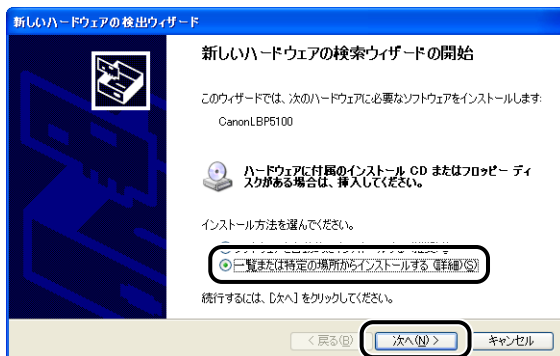 新しいハードウェアの検出ウィザード
新しいハードウェアの検索ウィザードの開始
このウィザードでは、次のハードウェアに必要なソフトウェアをインストールします:
CanonLBP5100
ハードウェアに付属のインストール CD またはフロッピー ディ
スクがある場合は、挿入してください。
インストール方法を選んでください。
一覧または特定の場所からインストールする (詳細)(S)
続行するには、[次へ] をクリックしてください。
< 戻る(B)
次へ(N) >
キャンセル